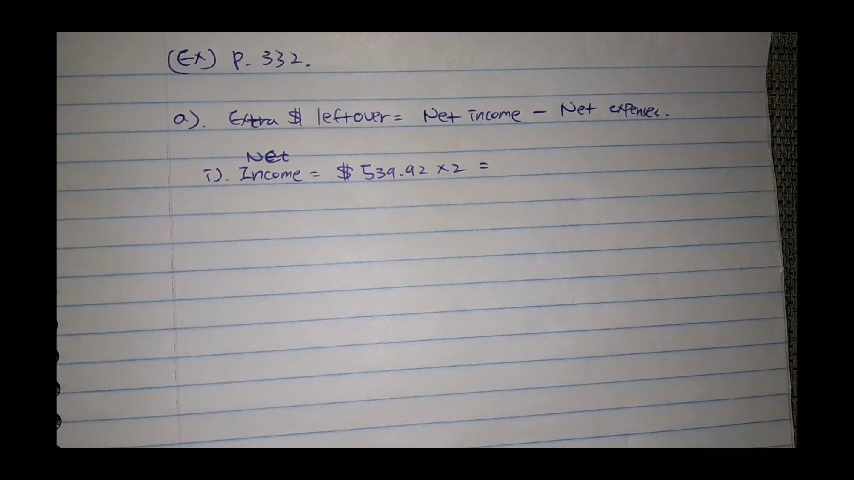 (Ex) P. 332.
a). Extra $ leftover = Net income - Net expenses.
Net
i). Income = $539.92 × 2 =